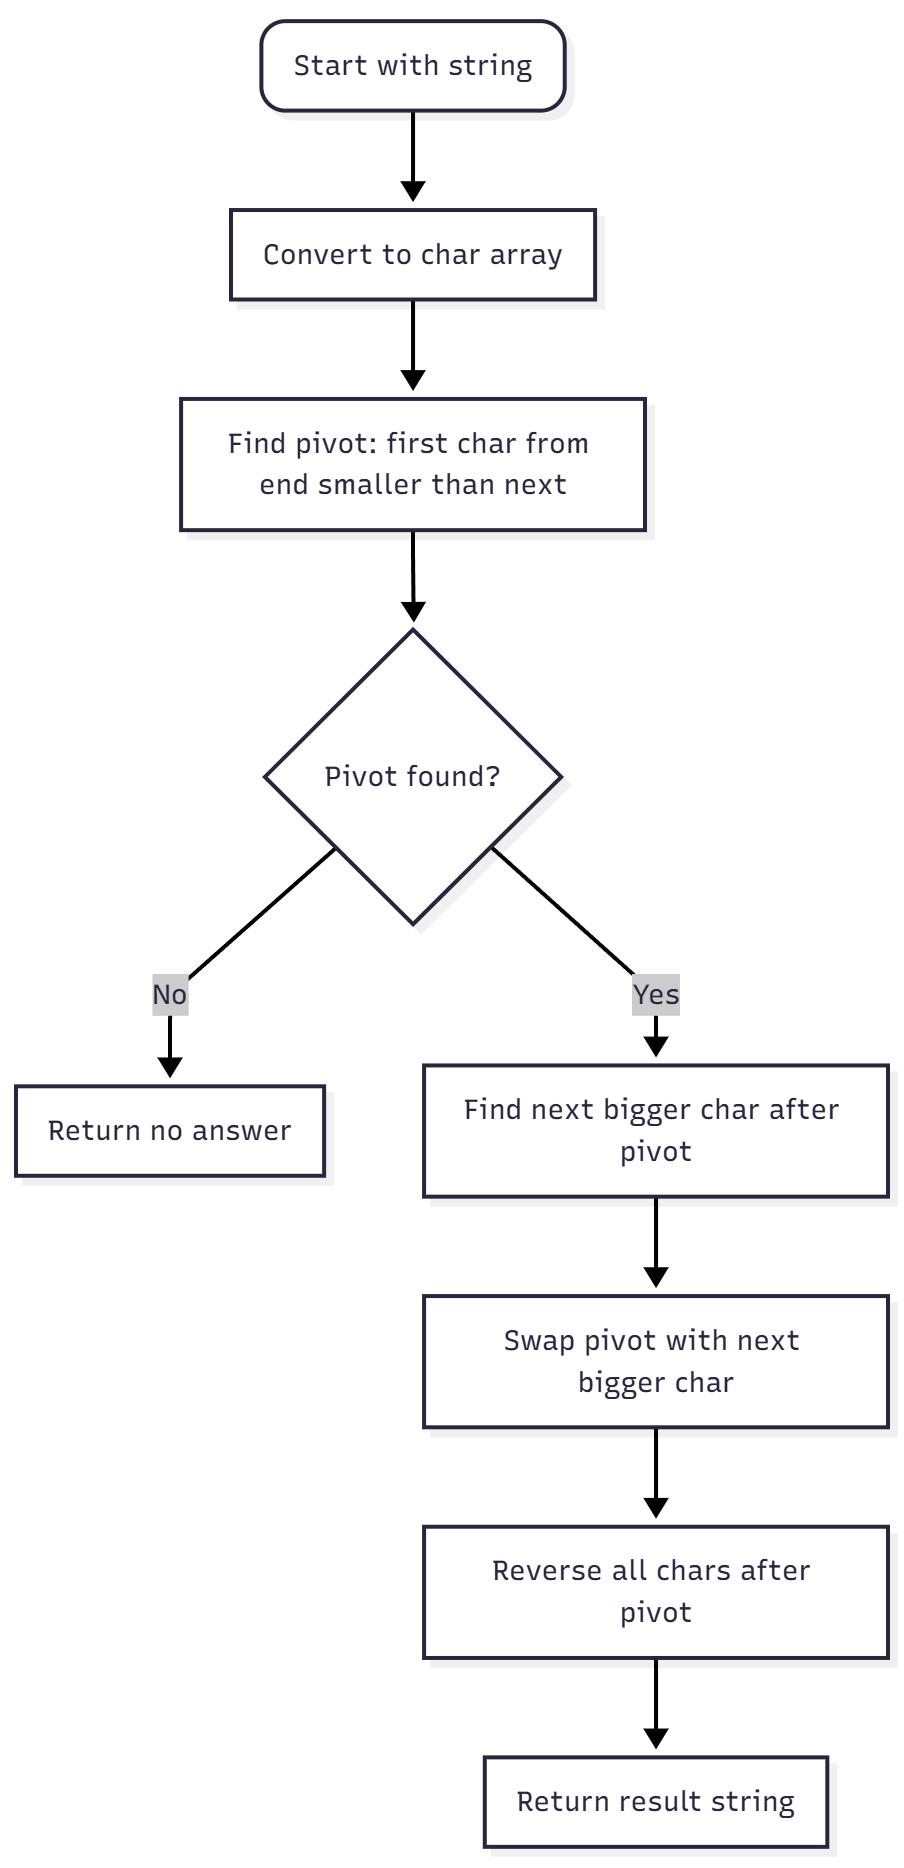 Start with string
Convert to char array
Find pivot: first char from
end smaller than next
Pivot found?
No
Yes
Return no answer
Find next bigger char after
pivot
Swap pivot with next
bigger char
Reverse all chars after
pivot
Return result string